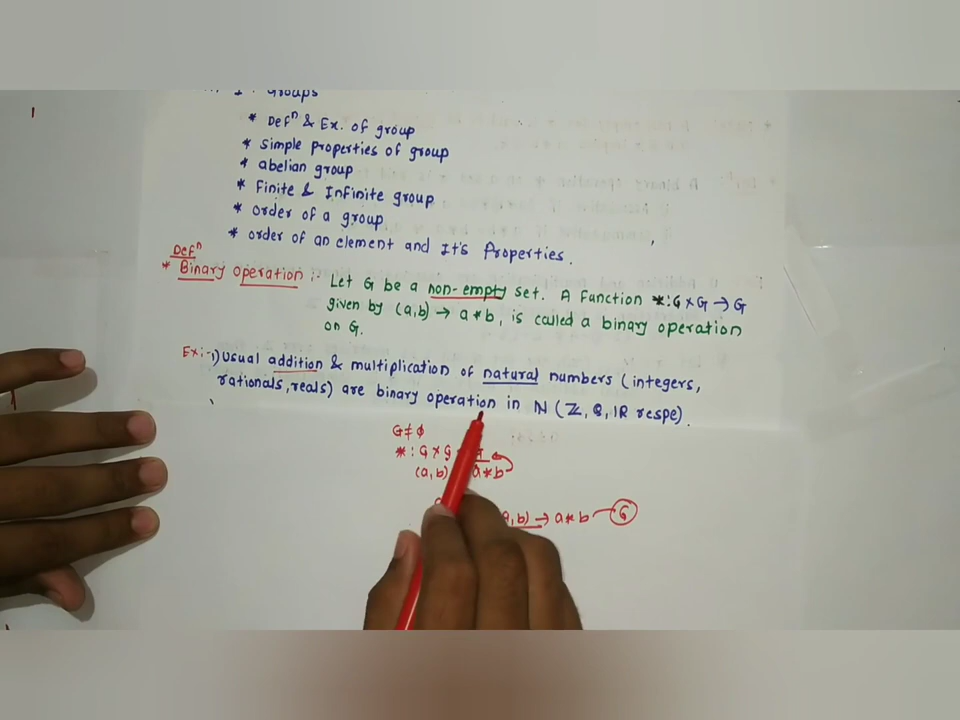 Groups
* Defⁿ & Ex. of group
* simple properties of group
* abelian group
* Finite & Infinite group
* order of a group
* order of an element and It's Properties.
Defⁿ
* Binary operation :- Let G be a non-empty set. A Function *: G × G → G
given by (a,b) → a * b, is called a binary operation
on G.
Ex:- 1) Usual addition & multiplication of natural numbers (integers,
rationals, reals) are binary operation in ℕ (ℤ, ℚ, ℝ respe).
G ≠ ϕ
* : G × G
(a,b) a * b
a,b) → a * b G